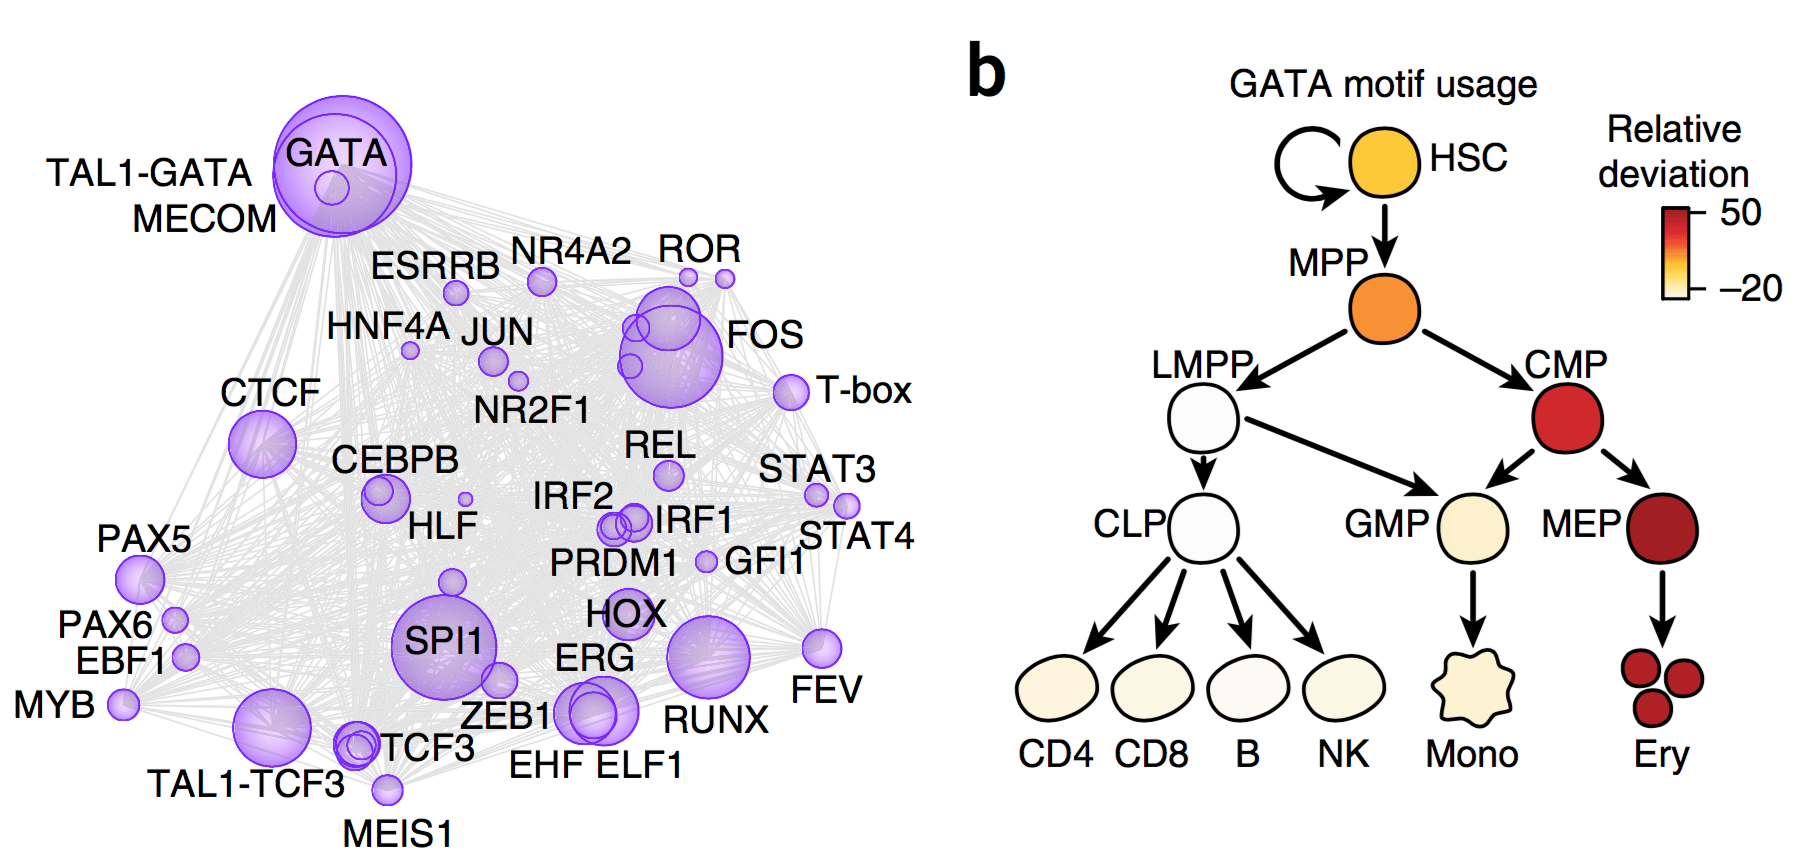 GATA
TAL1-GATA
MECOM
ESRRB
NR4A2
ROR
HNF4A
JUN
FOS
NR2F1
T-box
CTCF
CEBPB
REL
STAT3
HLF
IRF2
IRF1
STAT4
PAX5
PRDM1
GFI1
PAX6
SPI1
HOX
EBF1
ERG
MYB
ZEB1
RUNX
FEV
TAL1-TCF3
TCF3
EHF
ELF1
MEIS1
b
GATA motif usage
HSC
Relative
deviation
50
–20
MPP
LMPP
CMP
CLP
GMP
MEP
CD4
CD8
B
NK
Mono
Ery